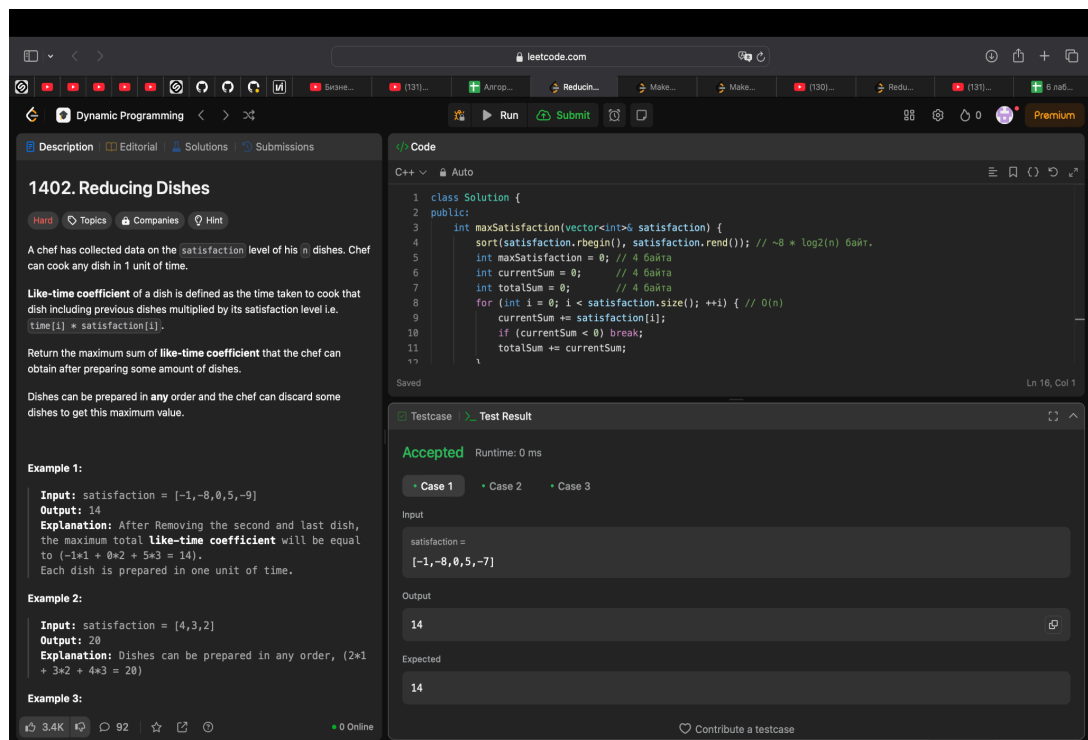 leetcode.com
Бизне...
(131)...
Алгор...
Reducin...
Make...
Make...
(130)...
Redu...
(131)...
6 лаб...
Dynamic Programming
Run
Submit
0
Premium
Description
Editorial
Solutions
Submissions
1402. Reducing Dishes
Hard
Topics
Companies
Hint
A chef has collected data on the satisfaction level of his n dishes. Chef
can cook any dish in 1 unit of time.
Like-time coefficient of a dish is defined as the time taken to cook that
dish including previous dishes multiplied by its satisfaction level i.e.
time[i] * satisfaction[i].
Return the maximum sum of like-time coefficient that the chef can
obtain after preparing some amount of dishes.
Dishes can be prepared in any order and the chef can discard some
dishes to get this maximum value.
Example 1:
Input: satisfaction = [-1,-8,0,5,-9]
Output: 14
Explanation: After Removing the second and last dish,
the maximum total like-time coefficient will be equal
to (-1*1 + 0*2 + 5*3 = 14).
Each dish is prepared in one unit of time.
Example 2:
Input: satisfaction = [4,3,2]
Output: 20
Explanation: Dishes can be prepared in any order, (2*1
+ 3*2 + 4*3 = 20)
Example 3:
3.4K
92
0 Online
</> Code
C++
Auto
1 class Solution {
2 public:
3 int maxSatisfaction(vector<int>& satisfaction) {
4 sort(satisfaction.rbegin(), satisfaction.rend()); // ~8 * log2(n) байт.
5 int maxSatisfaction = 0; // 4 байта
6 int currentSum = 0; // 4 байта
7 int totalSum = 0; // 4 байта
8 for (int i = 0; i < satisfaction.size(); ++i) { // O(n)
9 currentSum += satisfaction[i];
10 if (currentSum < 0) break;
11 totalSum += currentSum;
12 }
Saved
Ln 16, Col 1
Testcase
Test Result
Accepted
Runtime: 0 ms
Case 1
Case 2
Case 3
Input
satisfaction =
[-1,-8,0,5,-7]
Output
14
Expected
14
Contribute a testcase